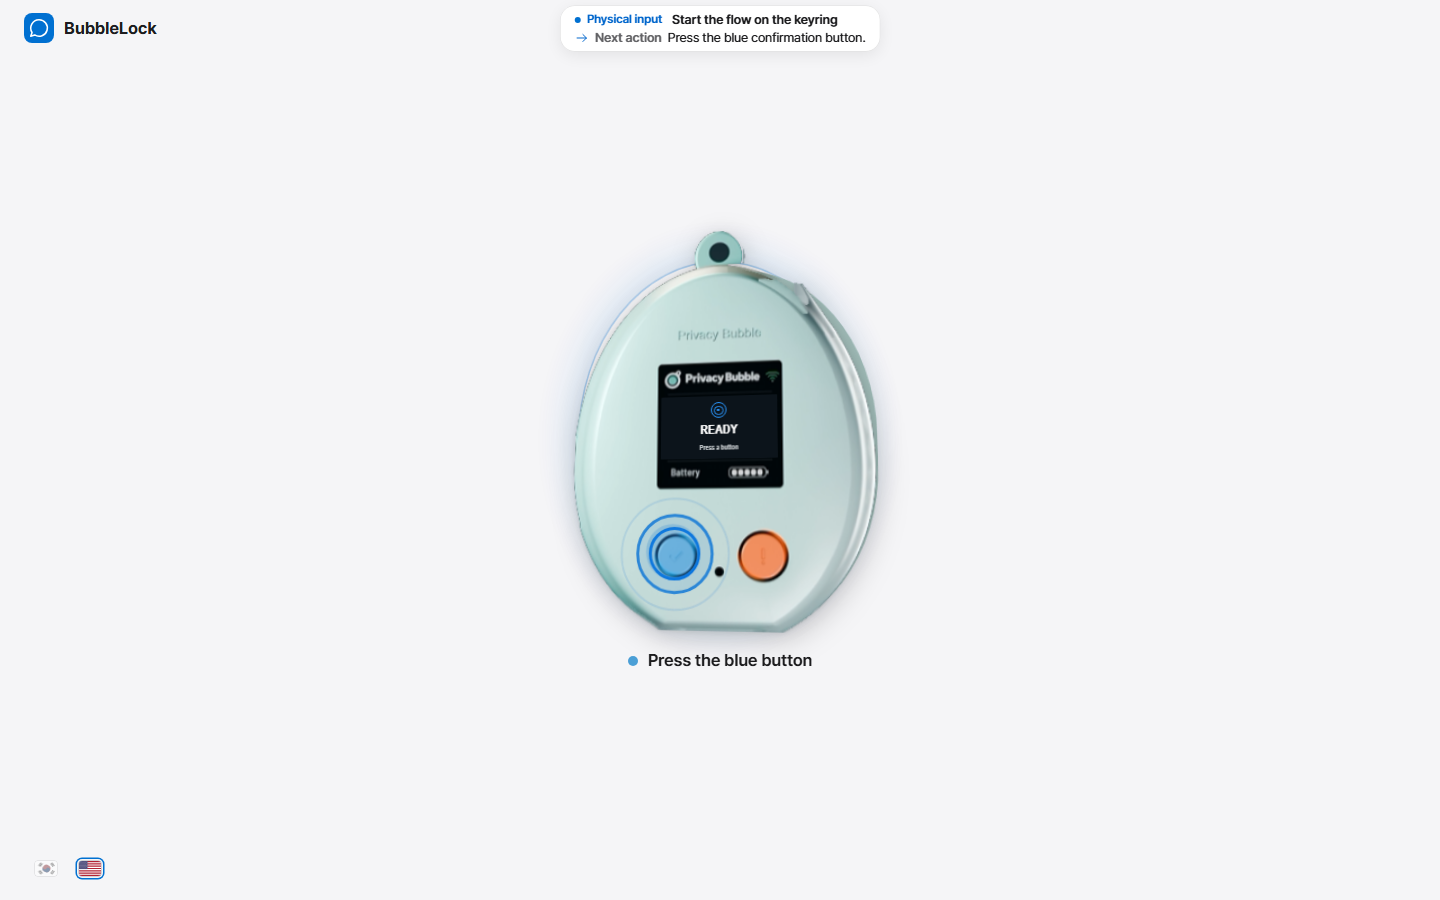 BubbleLock
Physical input Start the flow on the keyring
Next action Press the blue confirmation button.
Privacy Bubble
Privacy Bubble
READY
Press a button
Battery
Press the blue button